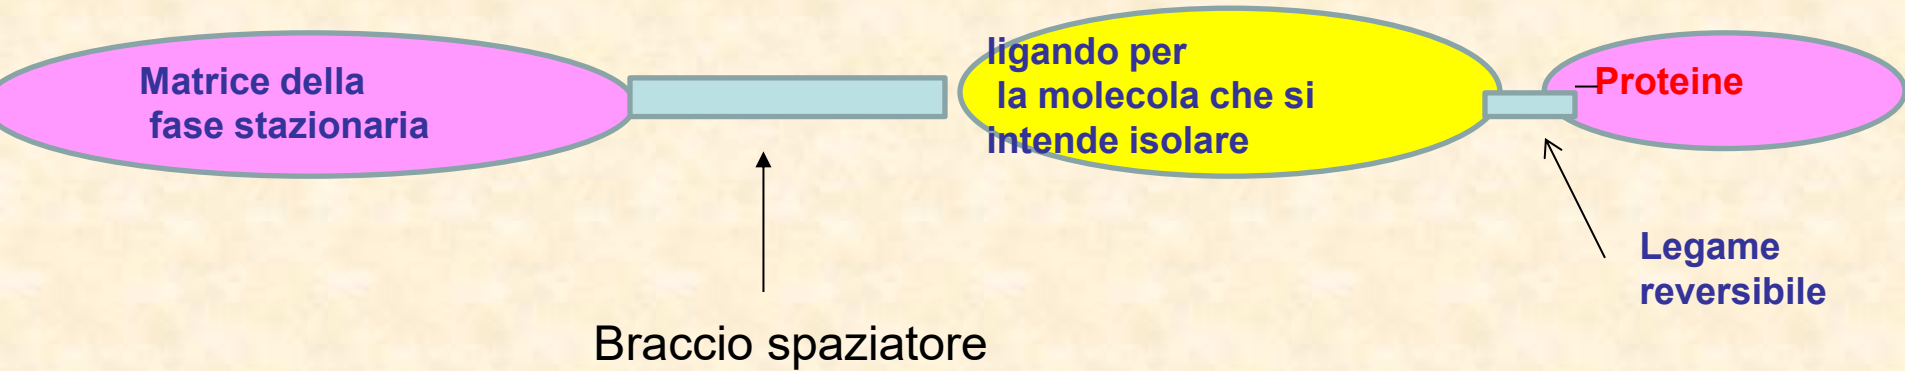 Matrice della
fase stazionaria
ligando per
la molecola che si
intende isolare
Proteine
Legame
reversibile
Braccio spaziatore